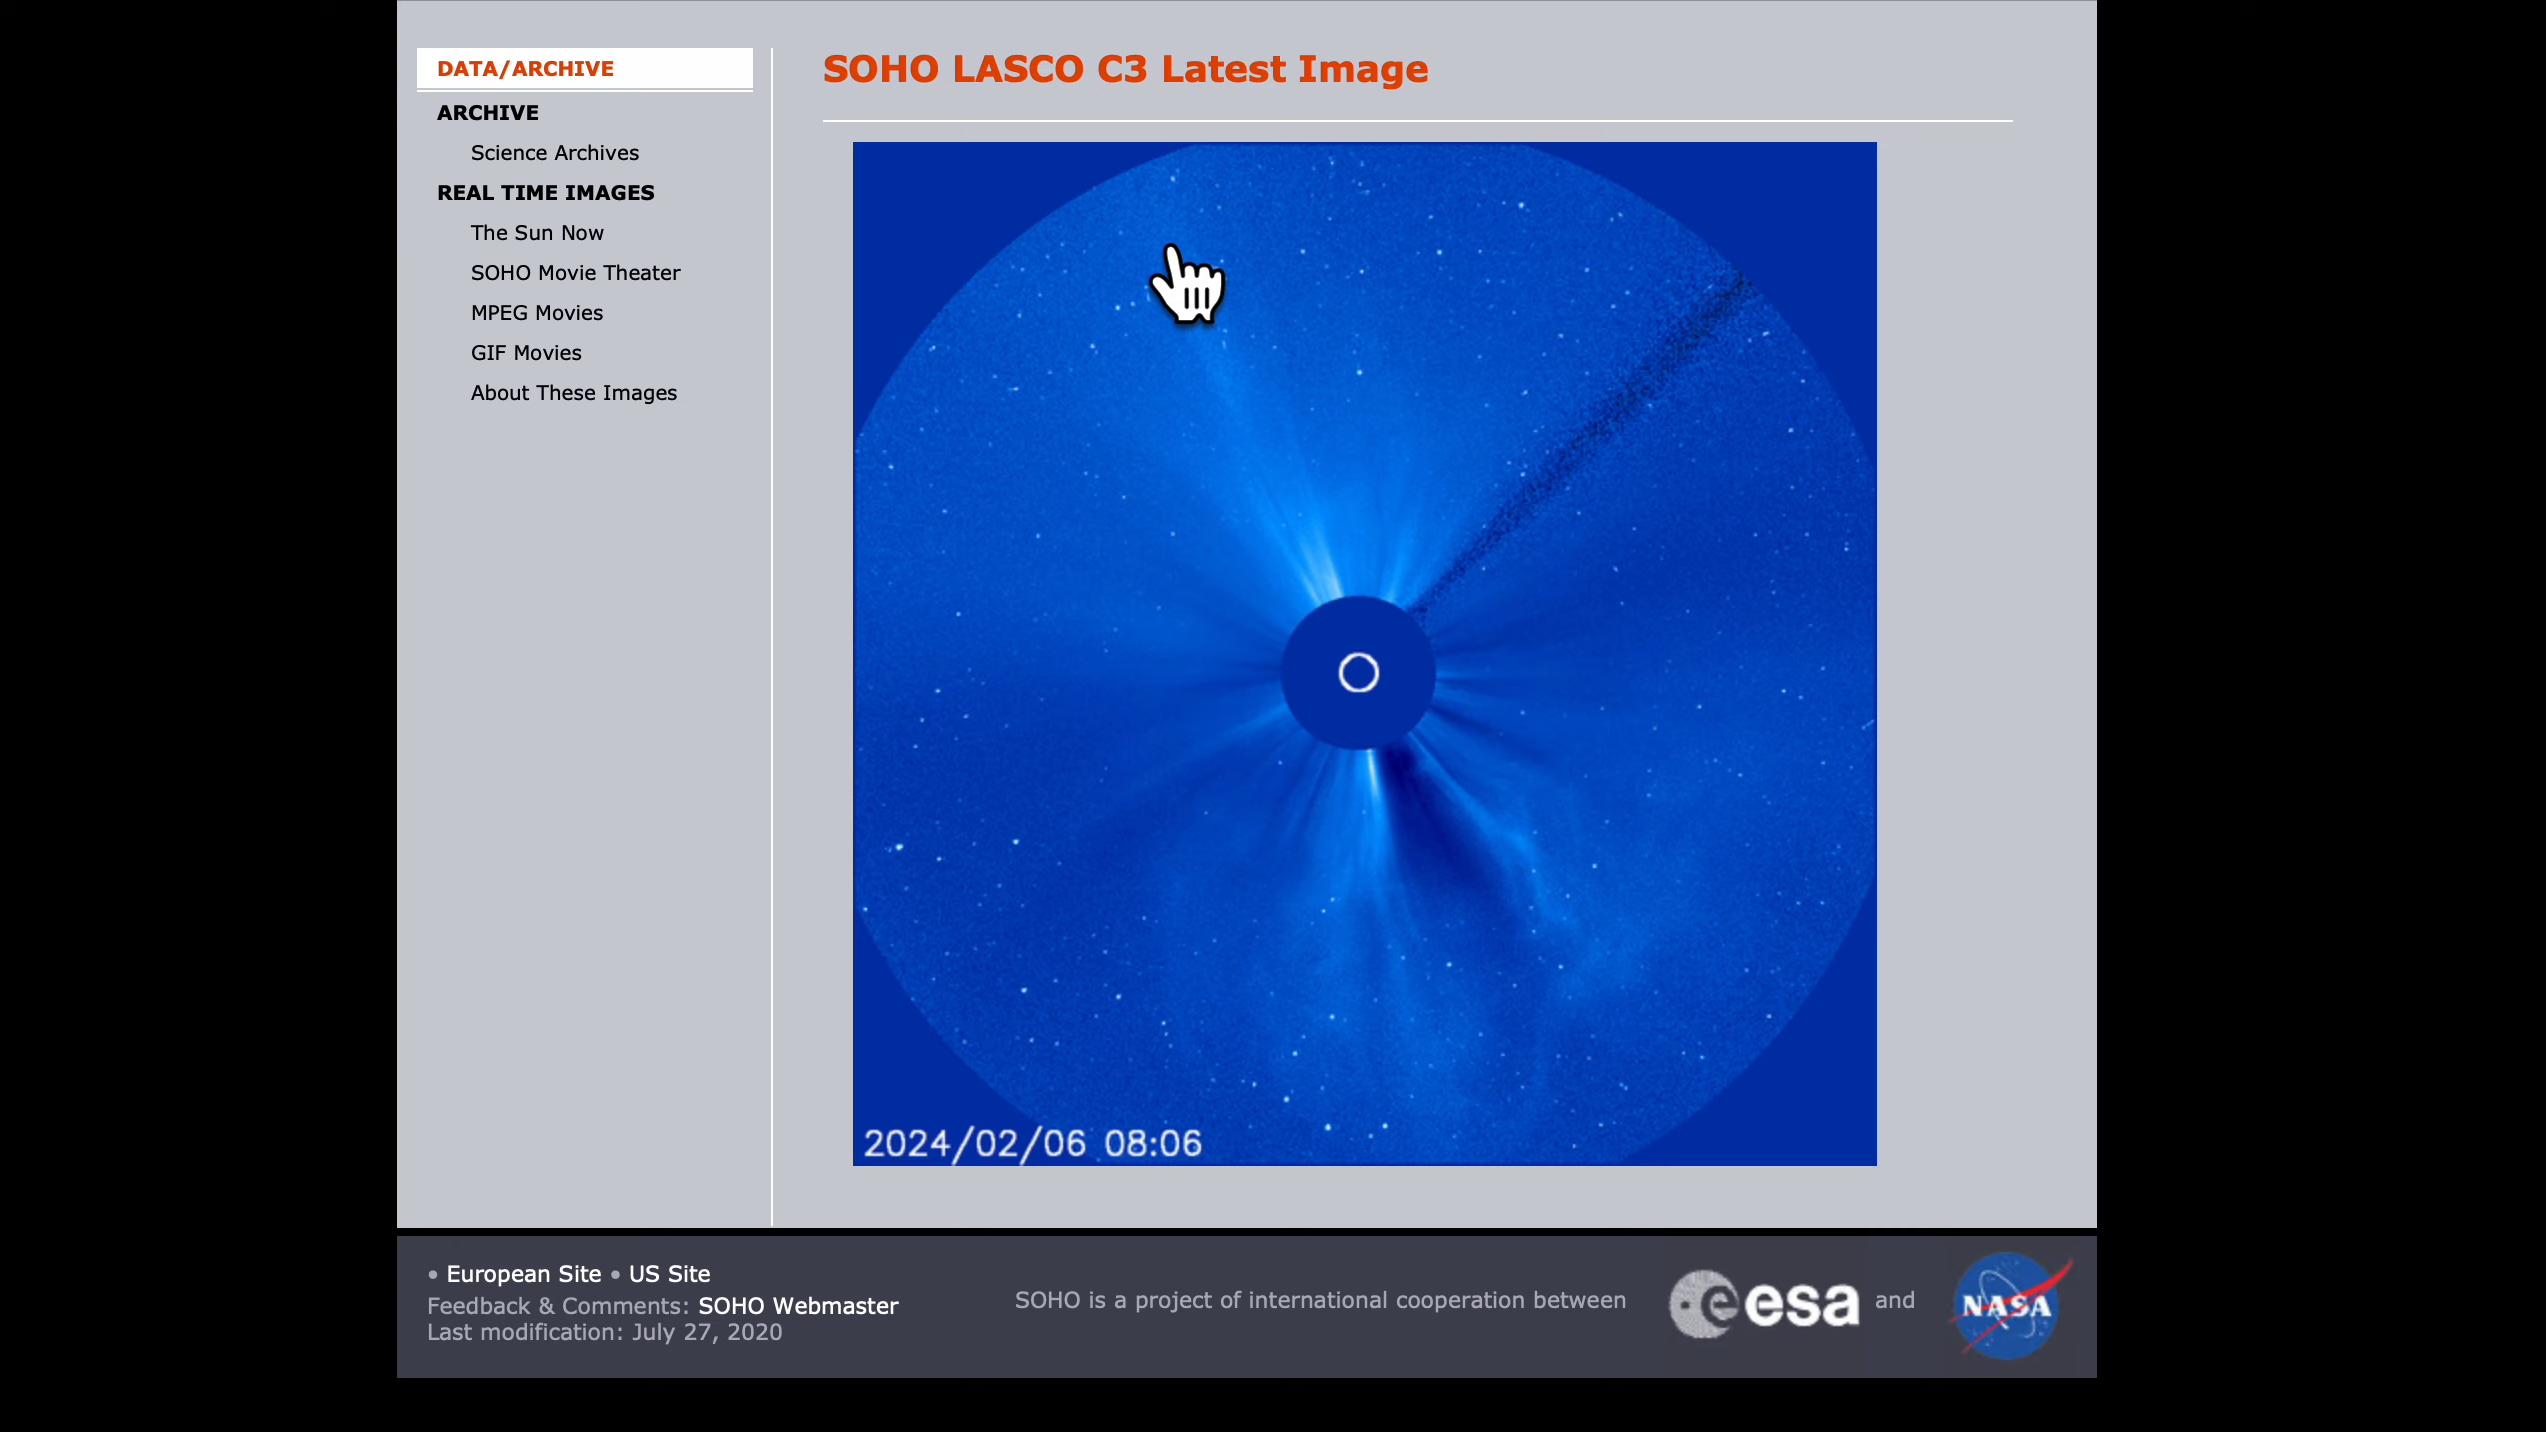 DATA/ARCHIVE
ARCHIVE
Science Archives
REAL TIME IMAGES
The Sun Now
SOHO Movie Theater
MPEG Movies
GIF Movies
About These Images
SOHO LASCO C3 Latest Image
2024/02/06 08:06
• European Site • US Site
Feedback & Comments: SOHO Webmaster
Last modification: July 27, 2020
SOHO is a project of international cooperation between esa and NASA